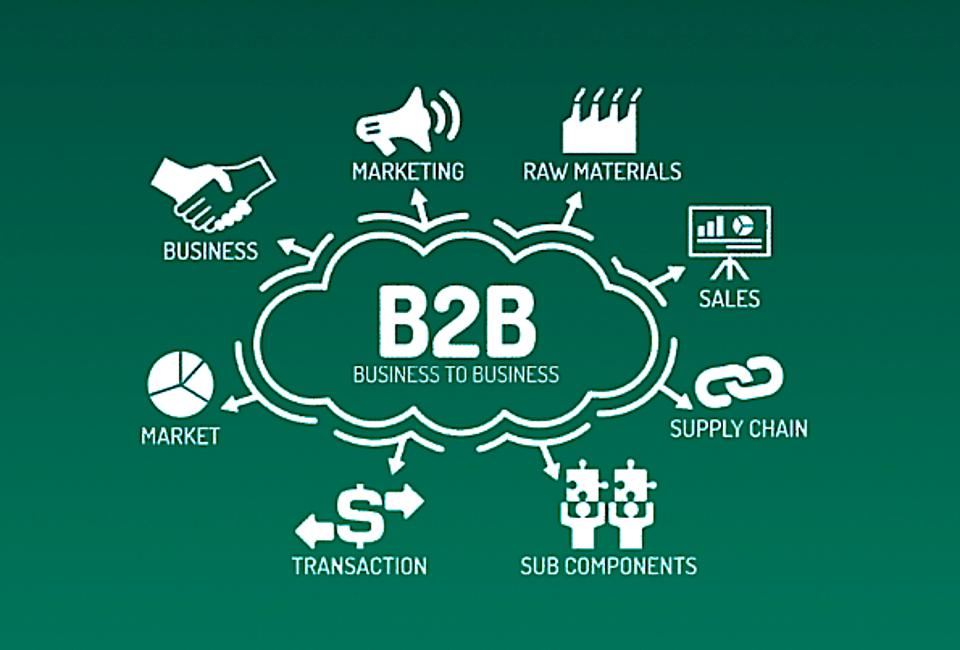 MARKETING
RAW MATERIALS
BUSINESS
SALES
B2B
BUSINESS TO BUSINESS
MARKET
SUPPLY CHAIN
$
TRANSACTION
SUB COMPONENTS